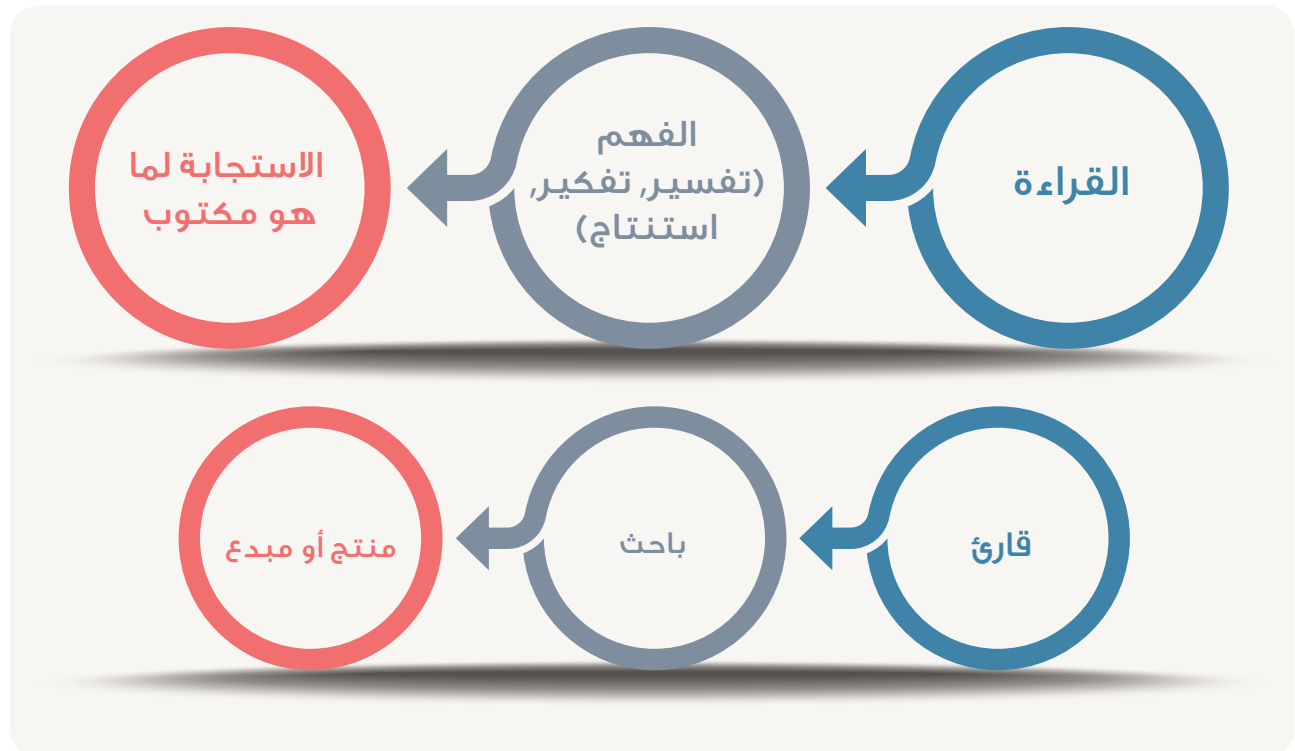 القراءة
الفهم
(تفسير, تفكير,
استنتاج)
الاستجابة لما
هو مكتوب
قارئ
باحث
منتج أو مبدع